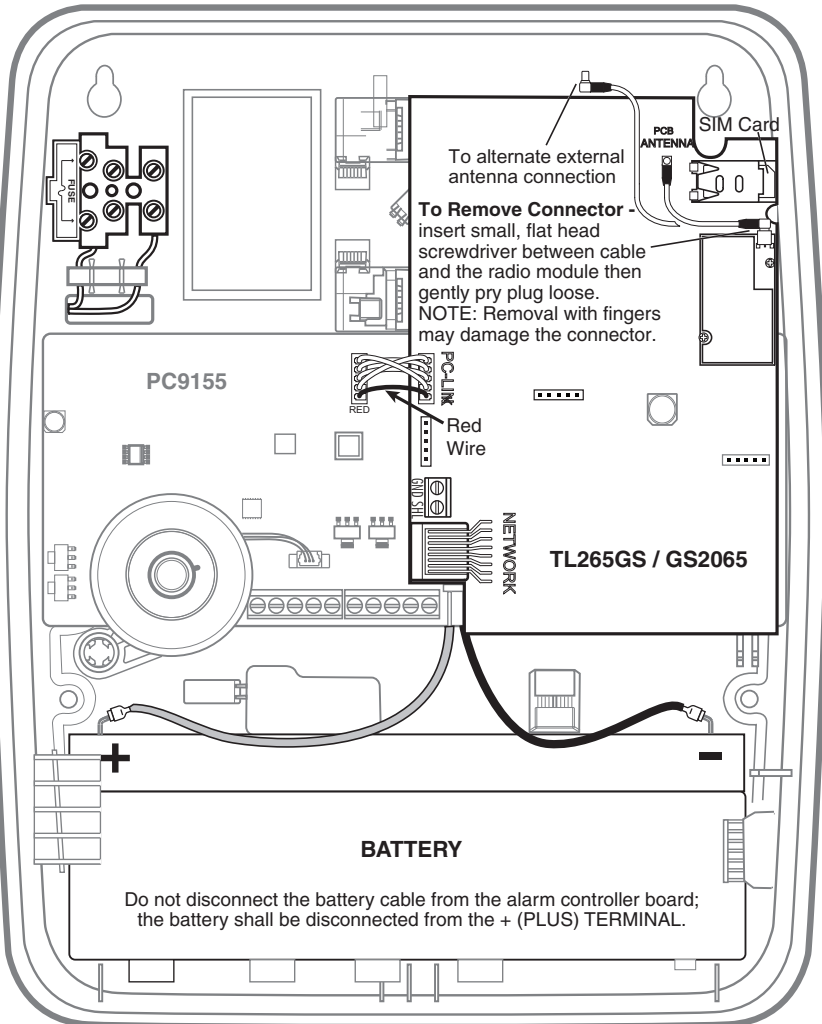 SIM Card
PCB
ANTENNA
To alternate external
antenna connection
To Remove Connector -
insert small, flat head
screwdriver between cable
and the radio module then
gently pry plug loose.
NOTE: Removal with fingers
may damage the connector.
FUSE
PC9155
RED
PC-LINK
Red
Wire
GND SHL
NETWORK
TL265GS / GS2065
+
-
BATTERY
Do not disconnect the battery cable from the alarm controller board;
the battery shall be disconnected from the + (PLUS) TERMINAL.